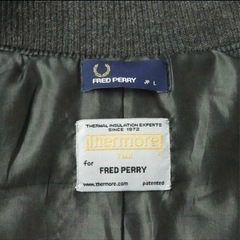 FRED PERRY JP L
THERMAL INSULATION EXPERTS
SINCE 1972
Thermore
for
FRED PERRY
www.thermore.com patented